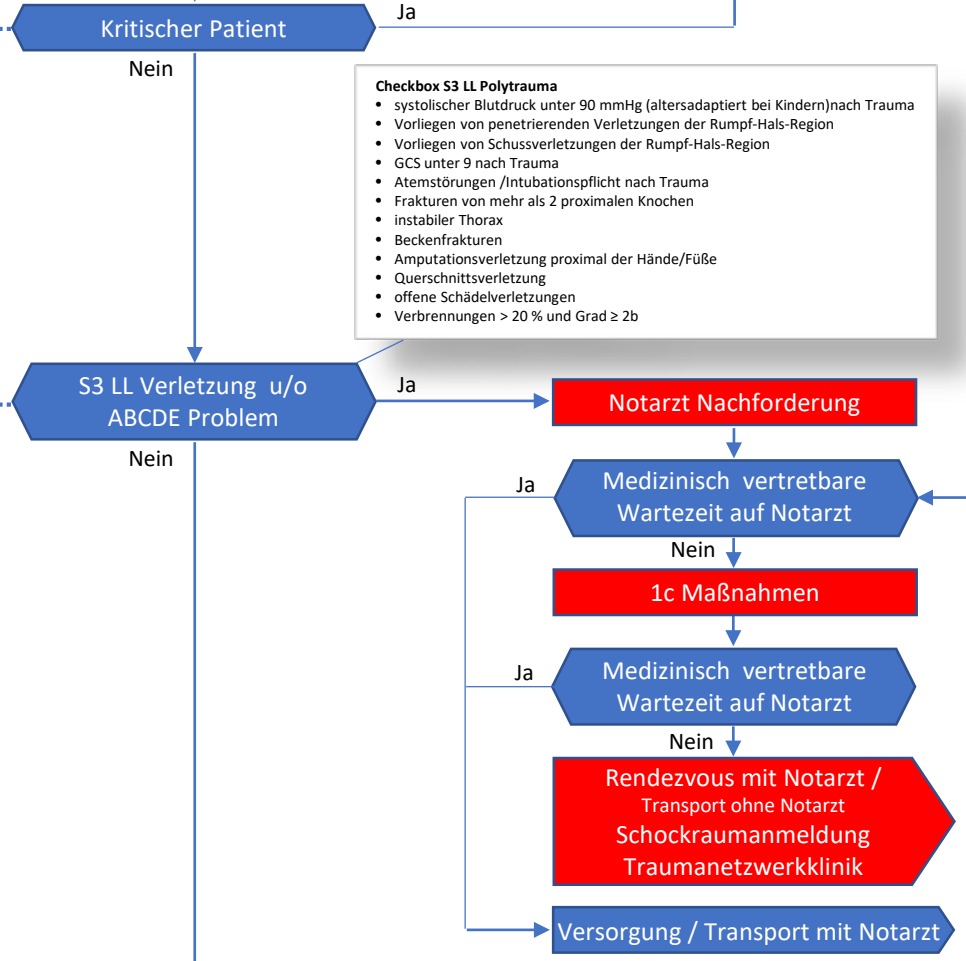 Ja
Kritischer Patient
Nein
Checkbox S3 LL Polytrauma
• systolischer Blutdruck unter 90 mmHg (altersadaptiert bei Kindern)nach Trauma
• Vorliegen von penetrierenden Verletzungen der Rumpf-Hals-Region
• Vorliegen von Schussverletzungen der Rumpf-Hals-Region
• GCS unter 9 nach Trauma
• Atemstörungen /Intubationspflicht nach Trauma
• Frakturen von mehr als 2 proximalen Knochen
• instabiler Thorax
• Beckenfrakturen
• Amputationsverletzung proximal der Hände/Füße
• Querschnittsverletzung
• offene Schädelverletzungen
• Verbrennungen > 20 % und Grad ≥ 2b
S3 LL Verletzung u/o
ABCDE Problem
Ja
Nein
Notarzt Nachforderung
Medizinisch vertretbare
Wartezeit auf Notarzt
Ja
Nein
1c Maßnahmen
Medizinisch vertretbare
Wartezeit auf Notarzt
Ja
Nein
Rendezvous mit Notarzt /
Transport ohne Notarzt
Schockraumanmeldung
Traumanetzwerkklinik
Versorgung / Transport mit Notarzt